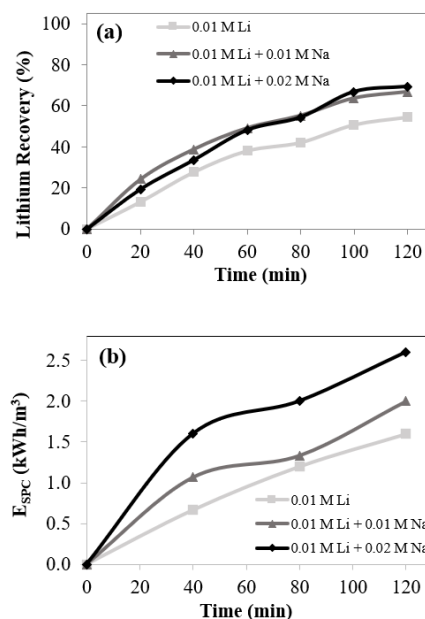 (a)
0.01 M Li
0.01 M Li + 0.01 M Na
0.01 M Li + 0.02 M Na
Lithium Recovery (%)
100
80
60
40
20
0
0 20 40 60 80 100 120
Time (min)
(b)
E_SPC (kWh/m³)
2.5
2.0
1.5
1.0
0.5
0.0
0.01 M Li
0.01 M Li + 0.01 M Na
0.01 M Li + 0.02 M Na
0 20 40 60 80 100 120
Time (min)